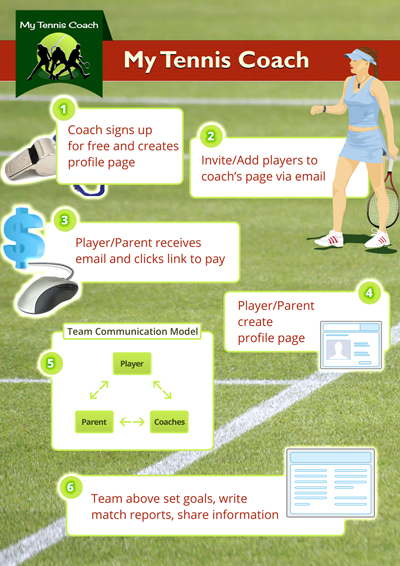 My Tennis Coach
My Tennis Coach
1
Coach signs up
for free and creates
profile page
2
Invite/Add players to
coach's page via email
3
Player/Parent receives
email and clicks link to pay
4
Player/Parent
create
profile page
Team Communication Model
5
Player
Parent
Coaches
6
Team above set goals, write
match reports, share information